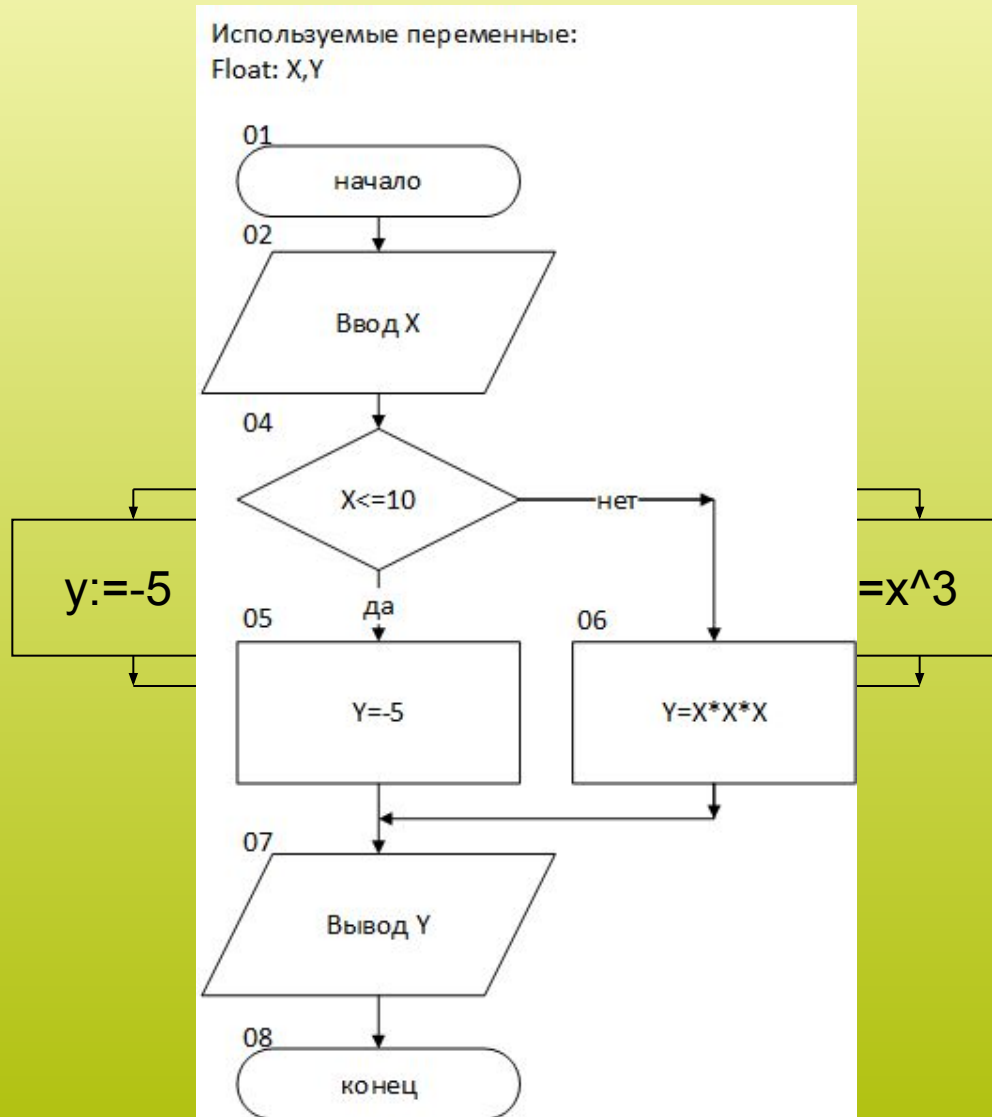 Используемые переменные:
Float: X,Y
01
начало
02
Ввод X
04
X<=10
нет
да
y:=-5
=x^3
05
Y=-5
06
Y=X*X*X
07
Вывод Y
08
конец